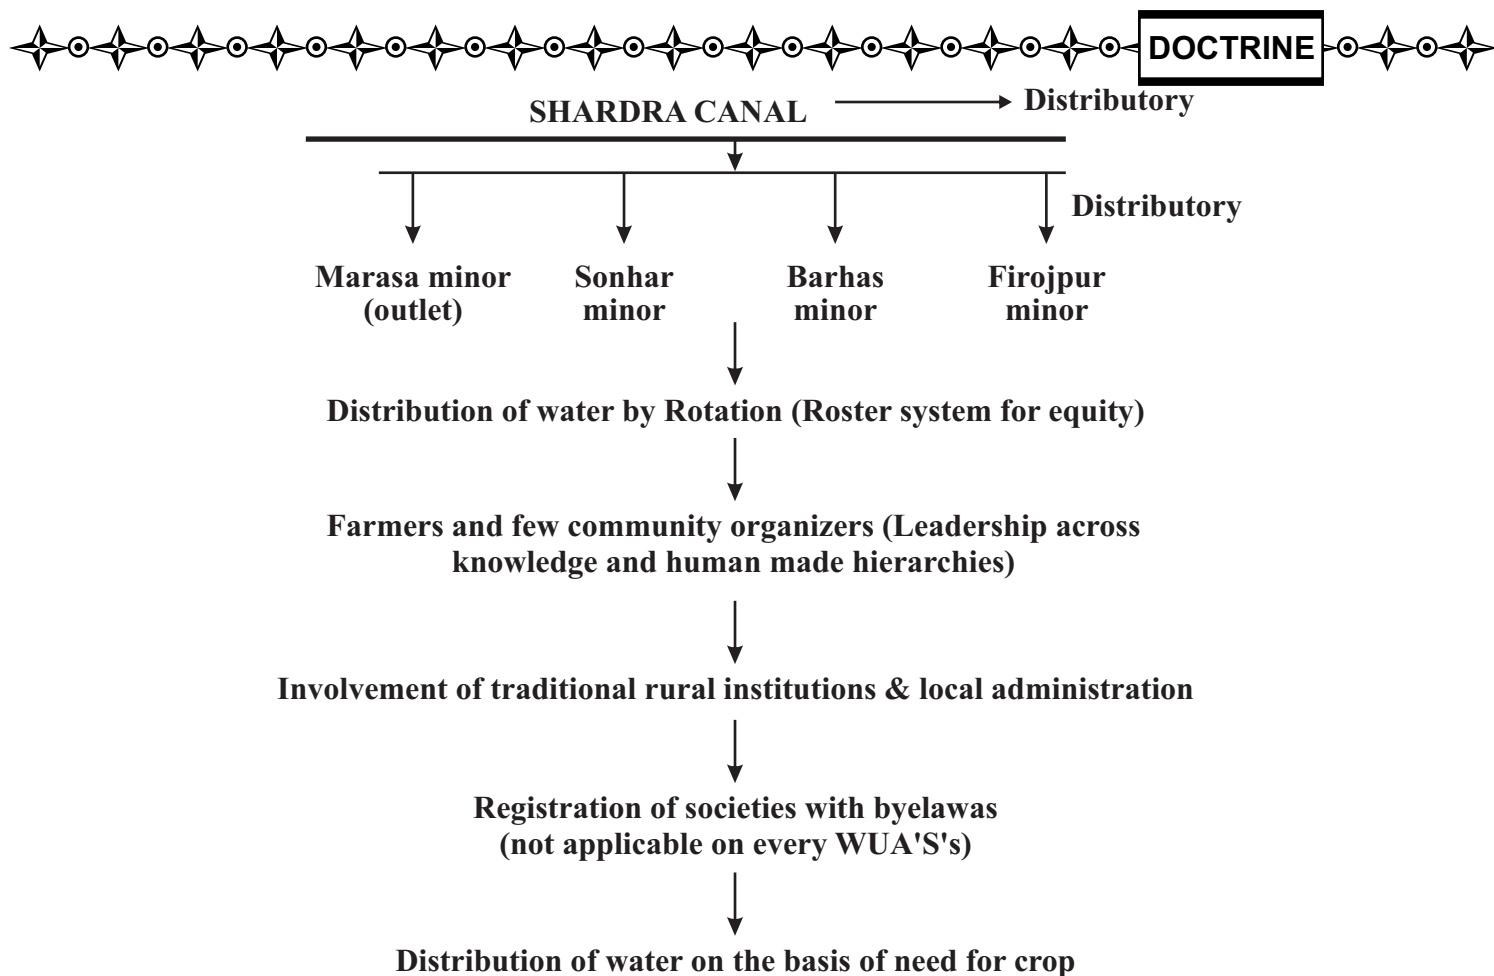 DOCTRINE
SHARDRA CANAL
Distributory
Distributory
Marasa minor
(outlet)
Sonhar
minor
Barhas
minor
Firojpur
minor
Distribution of water by Rotation (Roster system for equity)
Farmers and few community organizers (Leadership across
knowledge and human made hierarchies)
Involvement of traditional rural institutions & local administration
Registration of societies with byelawas
(not applicable on every WUA'S's)
Distribution of water on the basis of need for crop